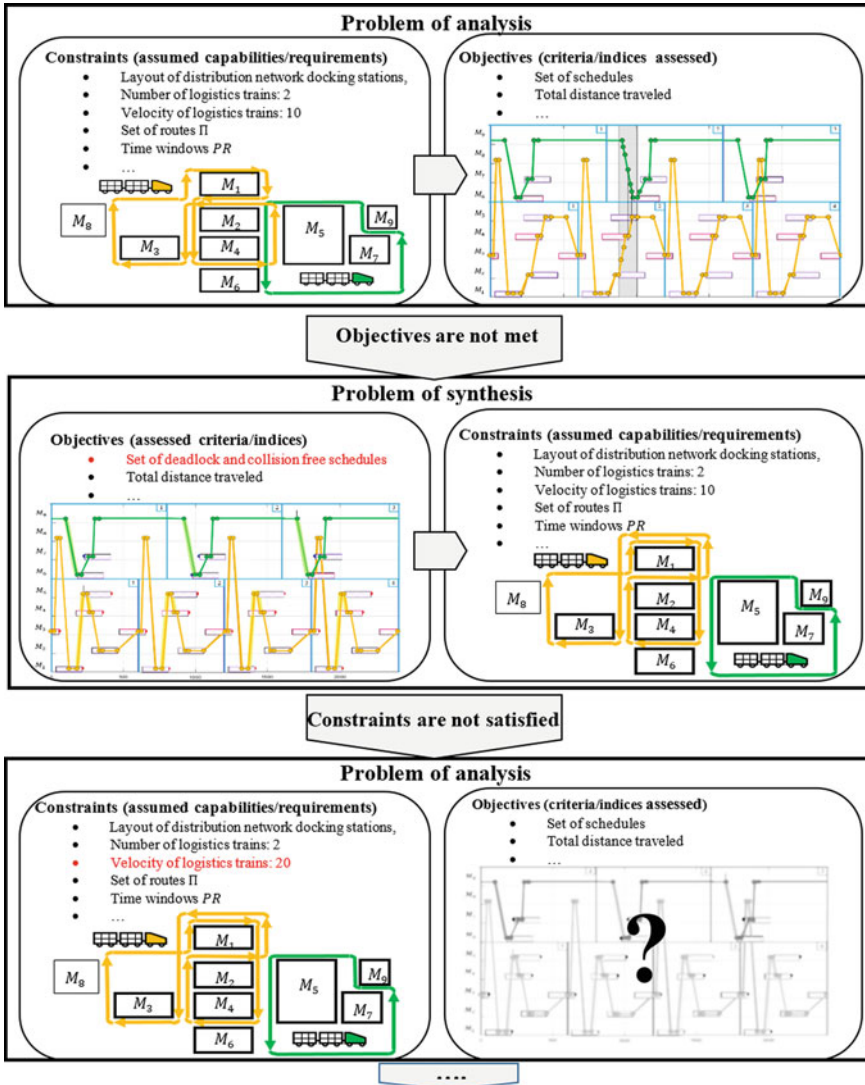 Problem of analysis
Constraints (assumed capabilities/requirements)
• Layout of distribution network docking stations,
• Number of logistics trains: 2
• Velocity of logistics trains: 10
• Set of routes Π
• Time windows PR
• …
M₁
M₂
M₃
M₄
M₅
M₆
M₇
M₈
M₉
Objectives (criteria/indices assessed)
• Set of schedules
• Total distance traveled
• …
Objectives are not met
Problem of synthesis
Objectives (assessed criteria/indices)
• Set of deadlock and collision free schedules
• Total distance traveled
• …
Constraints (assumed capabilities/requirements)
• Layout of distribution network docking stations,
• Number of logistics trains: 2
• Velocity of logistics trains: 10
• Set of routes Π
• Time windows PR
• …
M₁
M₂
M₃
M₄
M₅
M₆
M₇
M₈
M₉
Constraints are not satisfied
Problem of analysis
Constraints (assumed capabilities/requirements)
• Layout of distribution network docking stations,
• Number of logistics trains: 2
• Velocity of logistics trains: 20
• Set of routes Π
• Time windows PR
• …
M₁
M₂
M₃
M₄
M₅
M₆
M₇
M₈
M₉
Objectives (criteria/indices assessed)
• Set of schedules
• Total distance traveled
• …
?
….